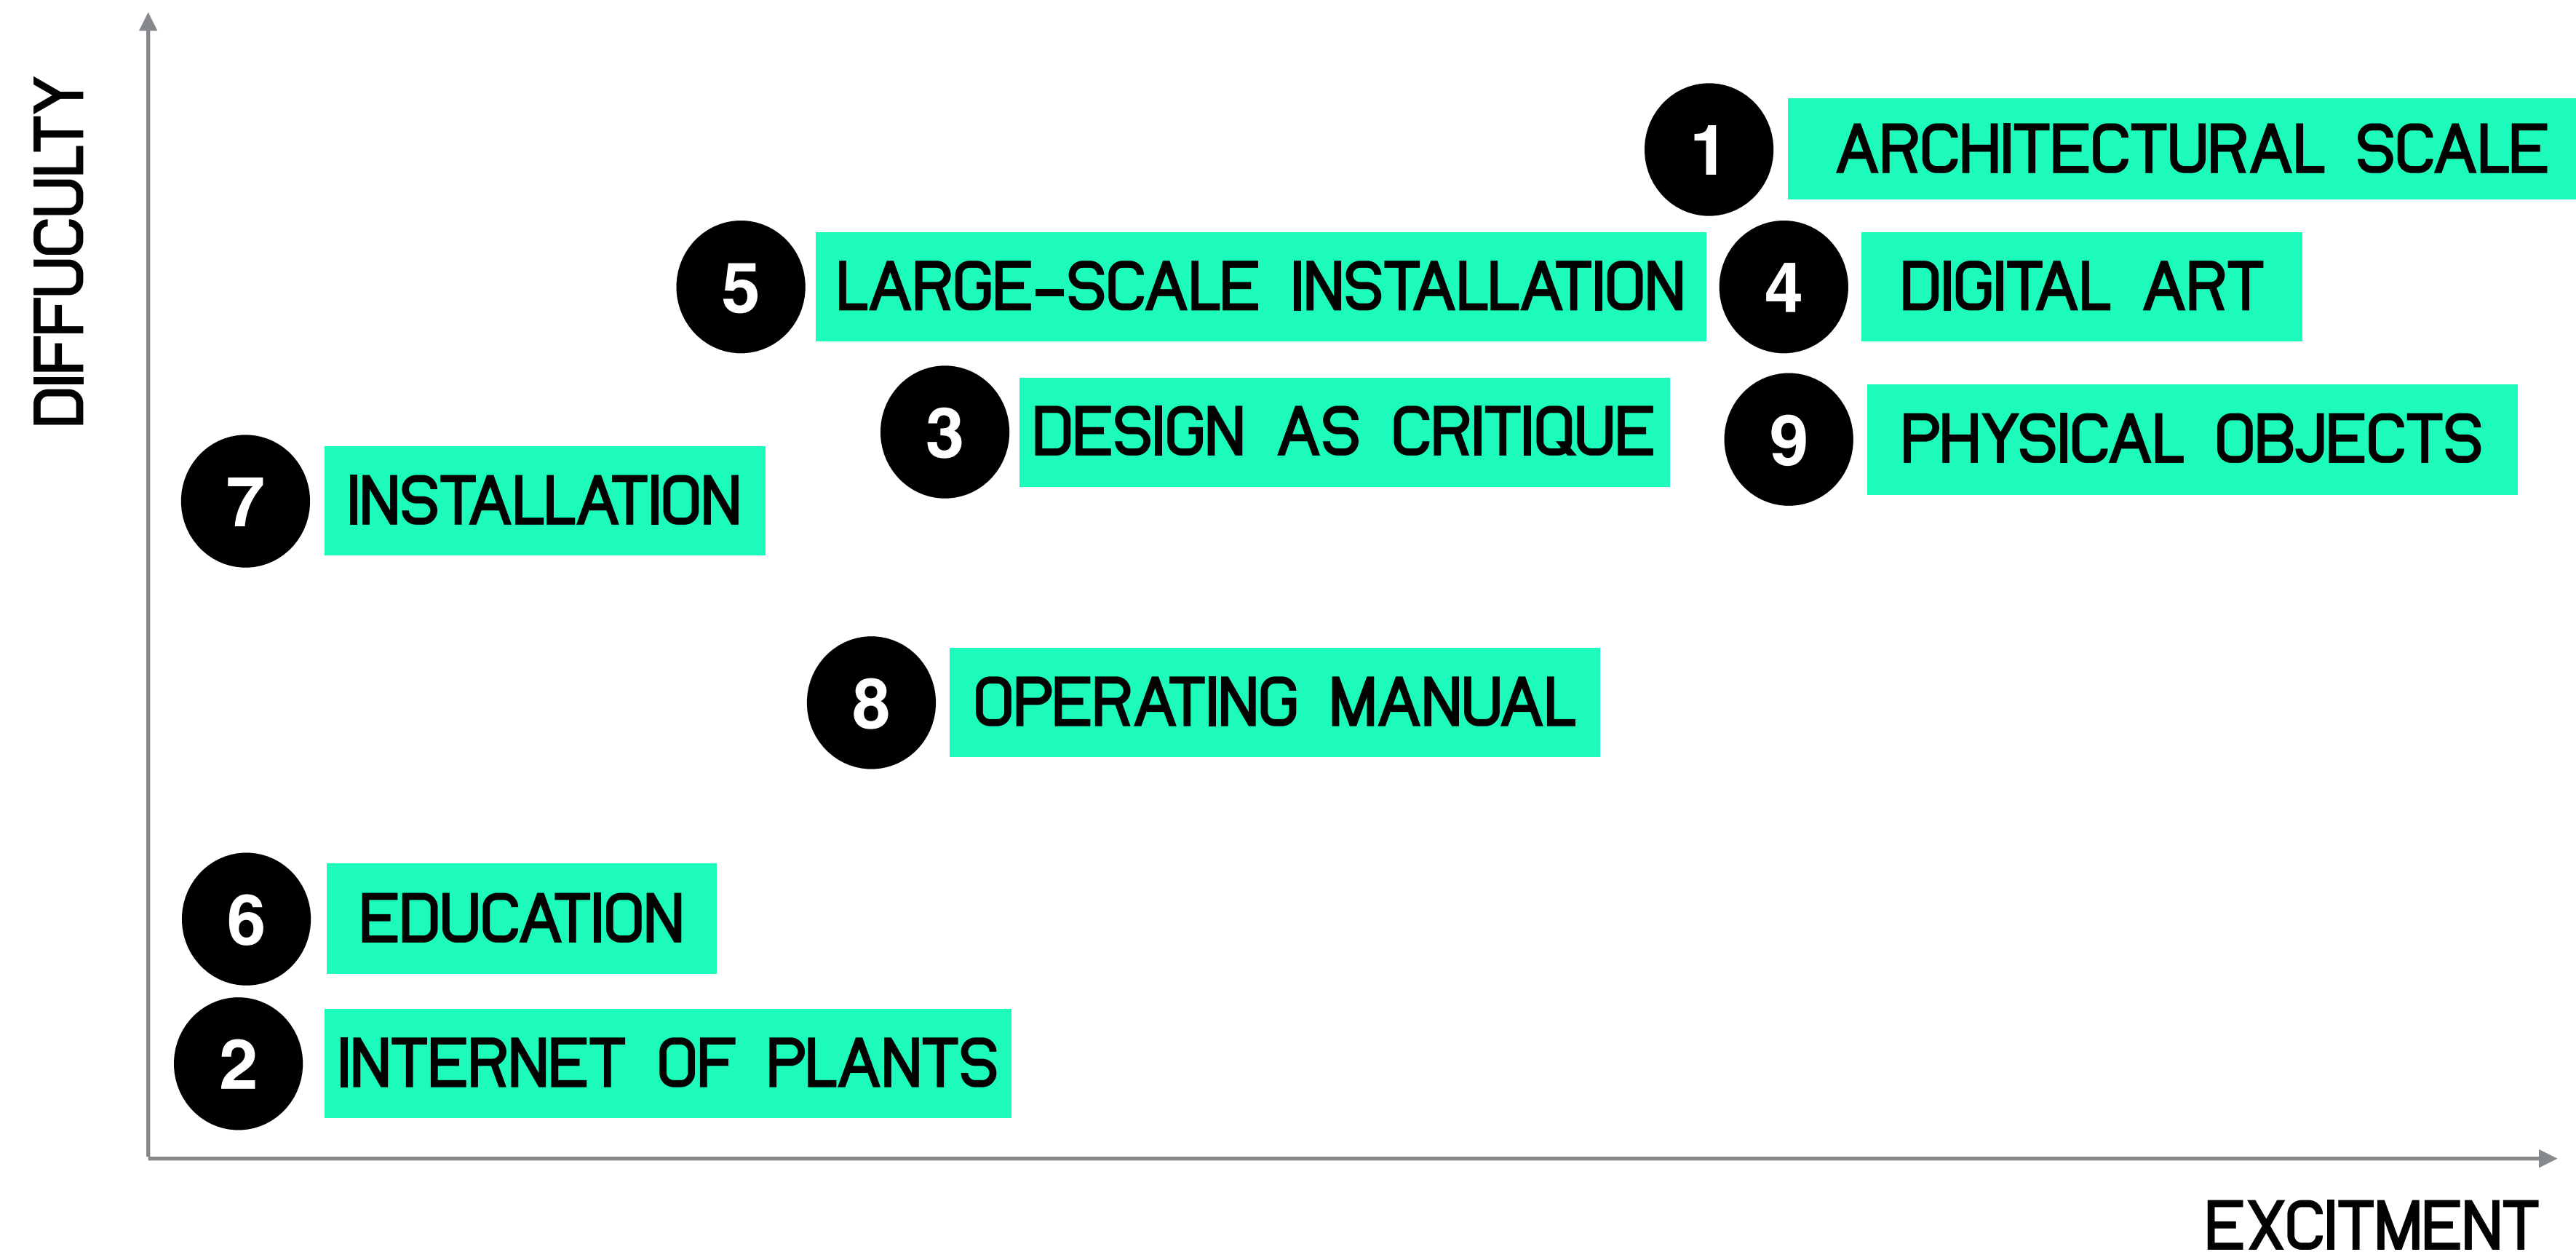 DIFFUCULTY
1 ARCHITECTURAL SCALE
5 LARGE-SCALE INSTALLATION
4 DIGITAL ART
3 DESIGN AS CRITIQUE
9 PHYSICAL OBJECTS
7 INSTALLATION
8 OPERATING MANUAL
6 EDUCATION
2 INTERNET OF PLANTS
EXCITMENT